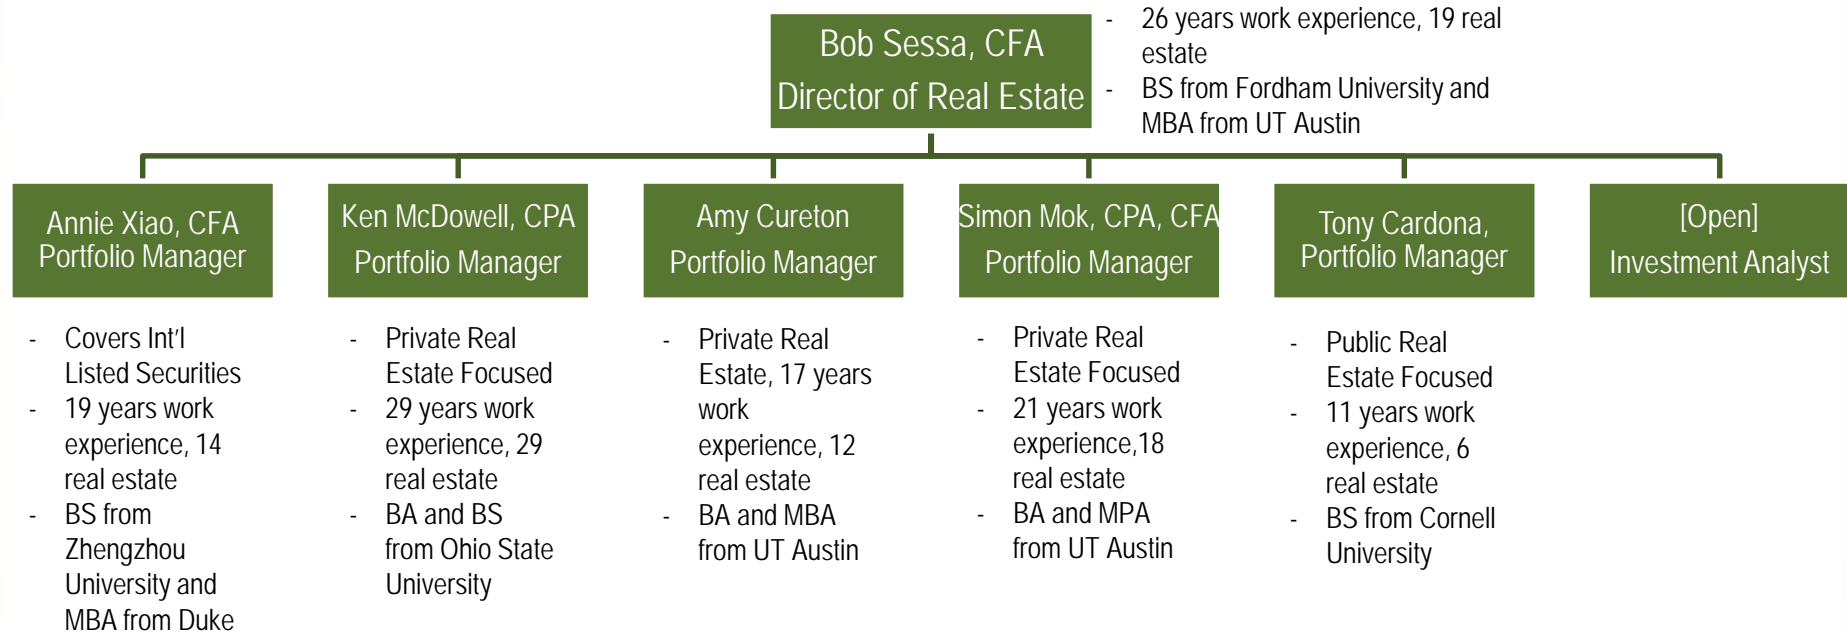 Bob Sessa, CFA
Director of Real Estate
- 26 years work experience, 19 real
estate
- BS from Fordham University and
MBA from UT Austin
Annie Xiao, CFA
Portfolio Manager
- Covers Int'l
Listed Securities
- 19 years work
experience, 14
real estate
- BS from
Zhengzhou
University and
MBA from Duke
Ken McDowell, CPA
Portfolio Manager
- Private Real
Estate Focused
- 29 years work
experience, 29
real estate
- BA and BS
from Ohio State
University
Amy Cureton
Portfolio Manager
- Private Real
Estate, 17 years
work
experience, 12
real estate
- BA and MBA
from UT Austin
Simon Mok, CPA, CFA
Portfolio Manager
- Private Real
Estate Focused
- 21 years work
experience,18
real estate
- BA and MPA
from UT Austin
Tony Cardona,
Portfolio Manager
- Public Real
Estate Focused
- 11 years work
experience, 6
real estate
- BS from Cornell
University
[Open]
Investment Analyst